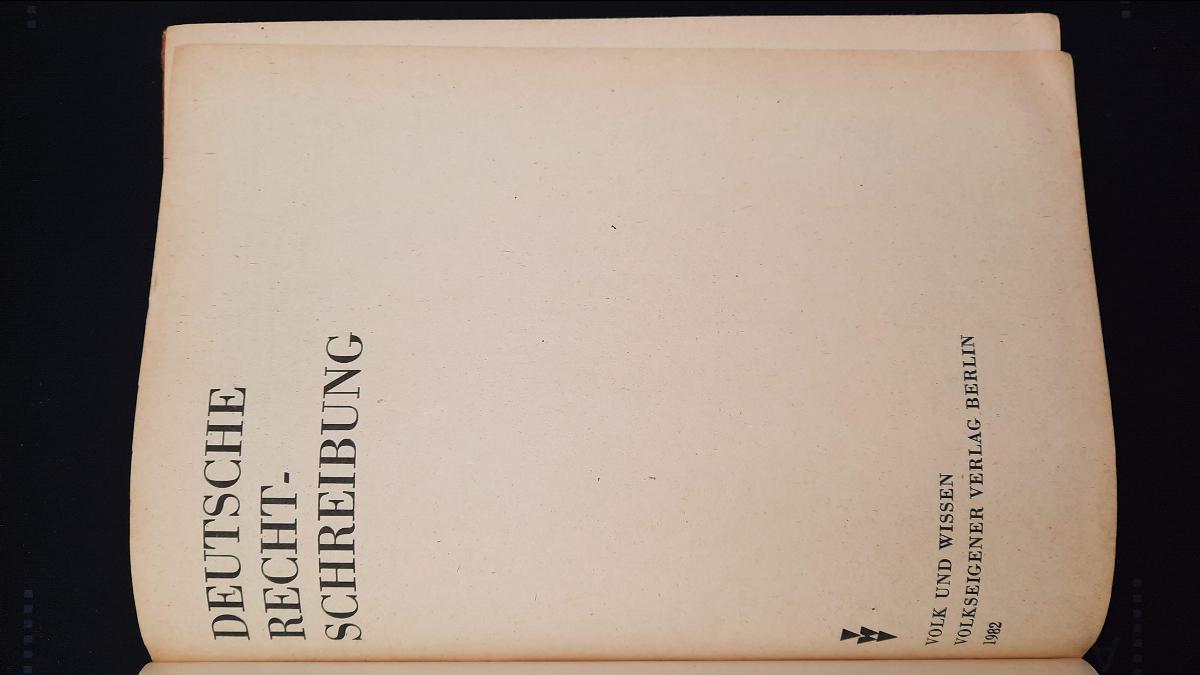 DEUTSCHE
RECHT-
SCHREIBUNG
VOLK UND WISSEN
VOLKSEIGENER VERLAG BERLIN
1982